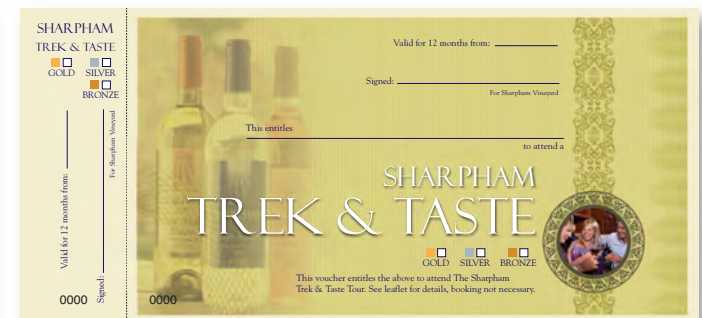 SHARPHAM
TREK & TASTE
GOLD SILVER
BRONZE
Valid for 12 months from:
Signed:
For Sharpham Vineyard
0000
Valid for 12 months from:
Signed:
For Sharpham Vineyard
This entitles
to attend a
SHARPHAM
TREK & TASTE
GOLD SILVER BRONZE
This voucher entitles the above to attend The Sharpham
Trek & Taste Tour. See leaflet for details, booking not necessary.
0000